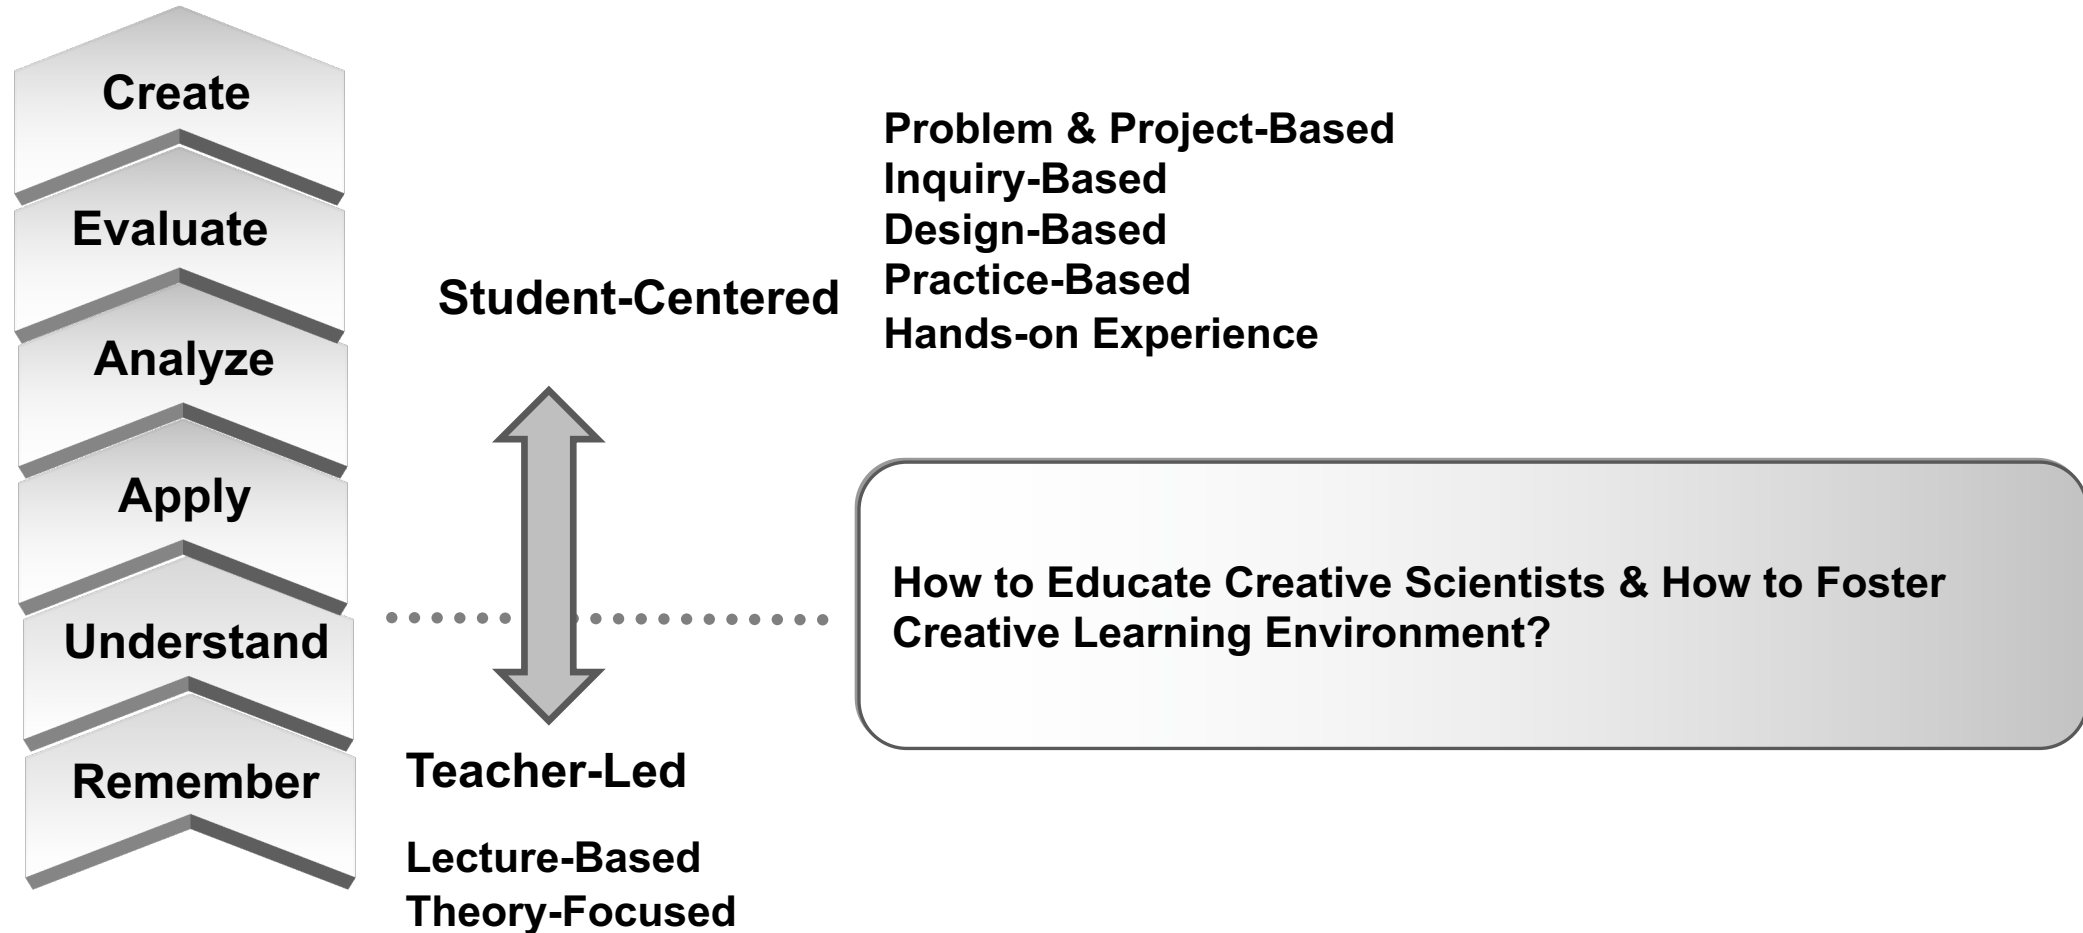 Create
Evaluate
Analyze
Apply
Understand
Remember
Student-Centered
Problem & Project-Based
Inquiry-Based
Design-Based
Practice-Based
Hands-on Experience
How to Educate Creative Scientists & How to Foster
Creative Learning Environment?
Teacher-Led
Lecture-Based
Theory-Focused